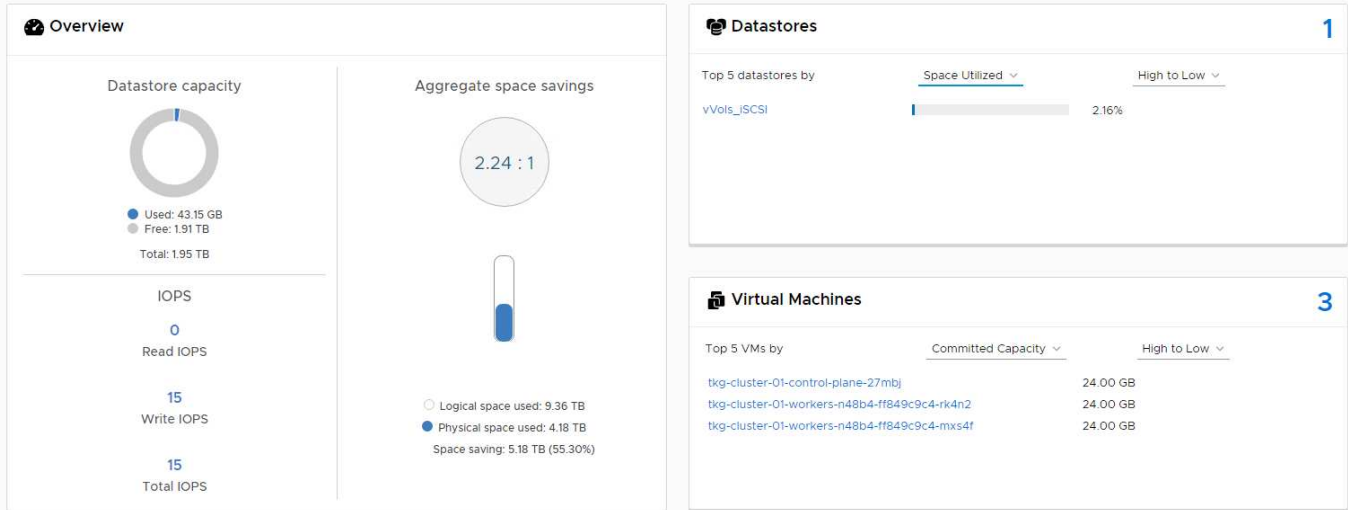 Overview
Datastore capacity
Used: 43.15 GB
Free: 1.91 TB
Total: 1.95 TB
IOPS
0
Read IOPS
15
Write IOPS
15
Total IOPS
Aggregate space savings
2.24 : 1
Logical space used: 9.36 TB
Physical space used: 4.18 TB
Space saving: 5.18 TB (55.30%)
Datastores 1
Top 5 datastores by Space Utilized High to Low
vVols_iSCSI 2.16%
Virtual Machines 3
Top 5 VMs by Committed Capacity High to Low
tkg-cluster-01-control-plane-27mbj 24.00 GB
tkg-cluster-01-workers-n48b4-ff849c9c4-rk4n2 24.00 GB
tkg-cluster-01-workers-n48b4-ff849c9c4-mxs4f 24.00 GB